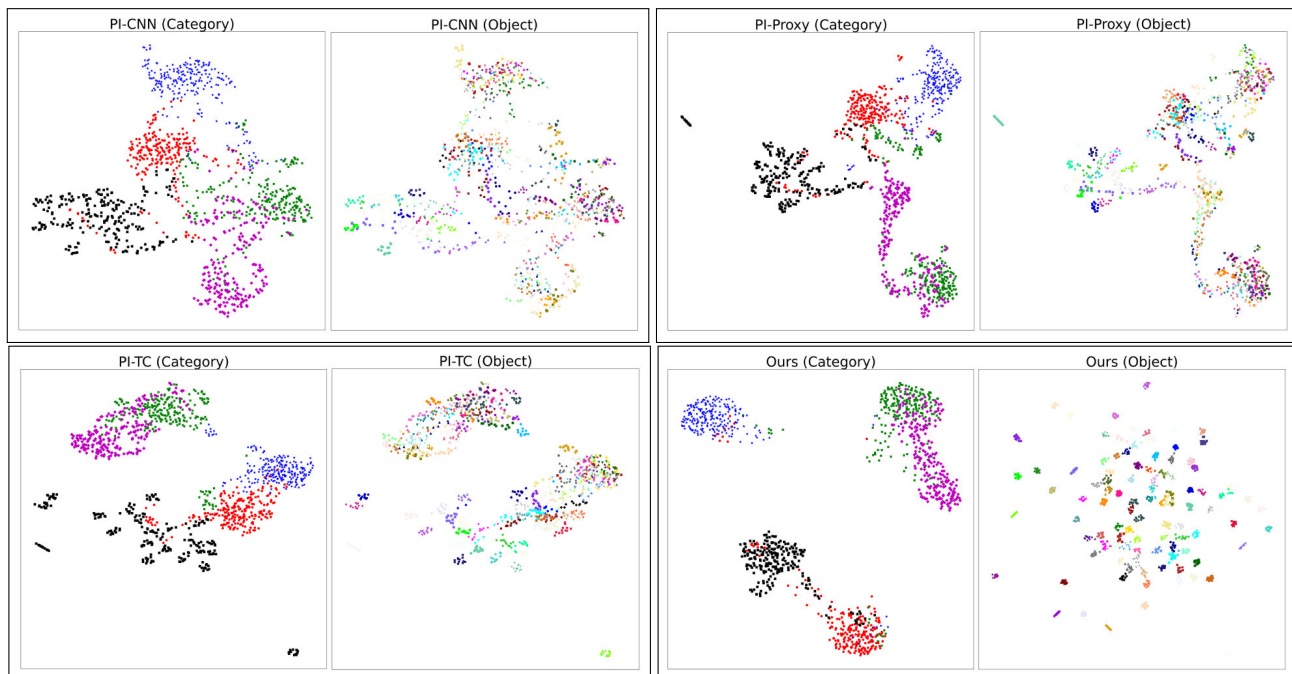 PI-CNN (Category)
PI-CNN (Object)
PI-Proxy (Category)
PI-Proxy (Object)
PI-TC (Category)
PI-TC (Object)
Ours (Category)
Ours (Object)